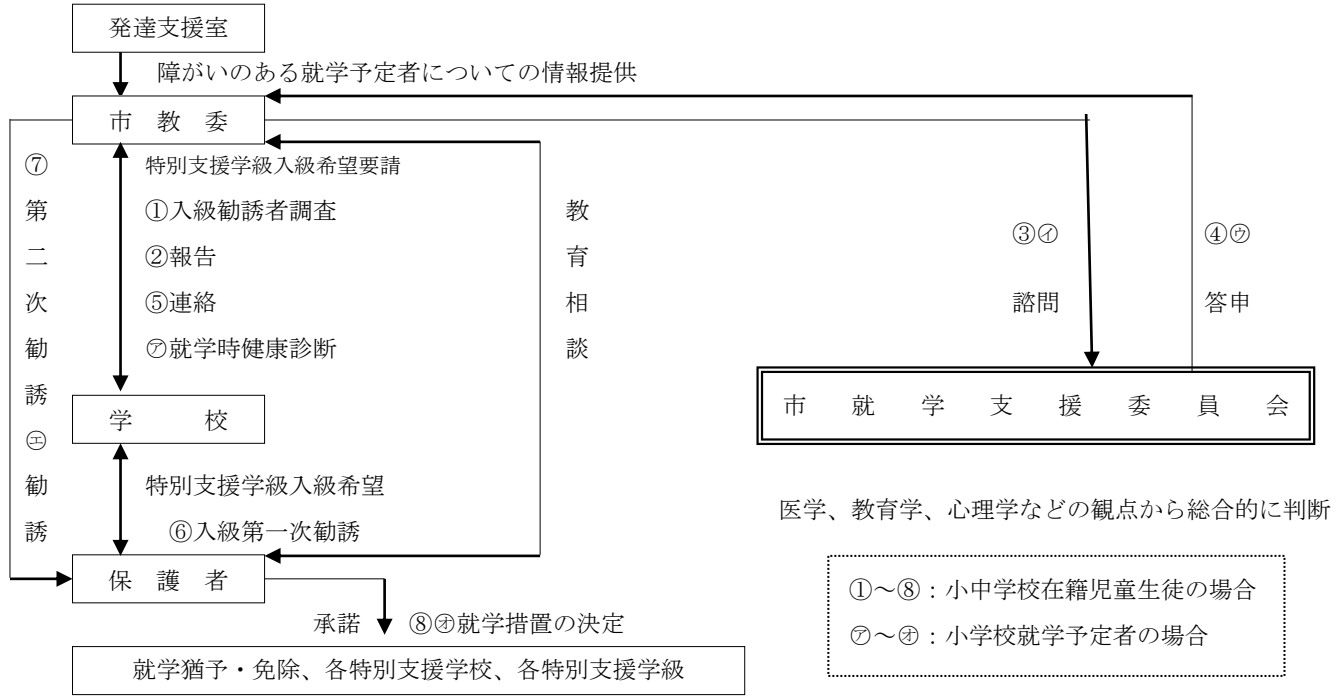 発達支援室
障がいのある就学予定者についての情報提供
市教委
特別支援学級入級希望要請
①入級勧誘者調査
②報告
⑤連絡
㋐就学時健康診断
⑦第二次勧誘㋓勧誘
教育相談
③㋑
諮問
④㋒
答申
学校
市就学支援委員会
特別支援学級入級希望
⑥入級第一次勧誘
医学、教育学、心理学などの観点から総合的に判断
保護者
①～⑧：小中学校在籍児童生徒の場合
㋐～㋔：小学校就学予定者の場合
承諾 ⑧㋔就学措置の決定
就学猶予・免除、各特別支援学校、各特別支援学級